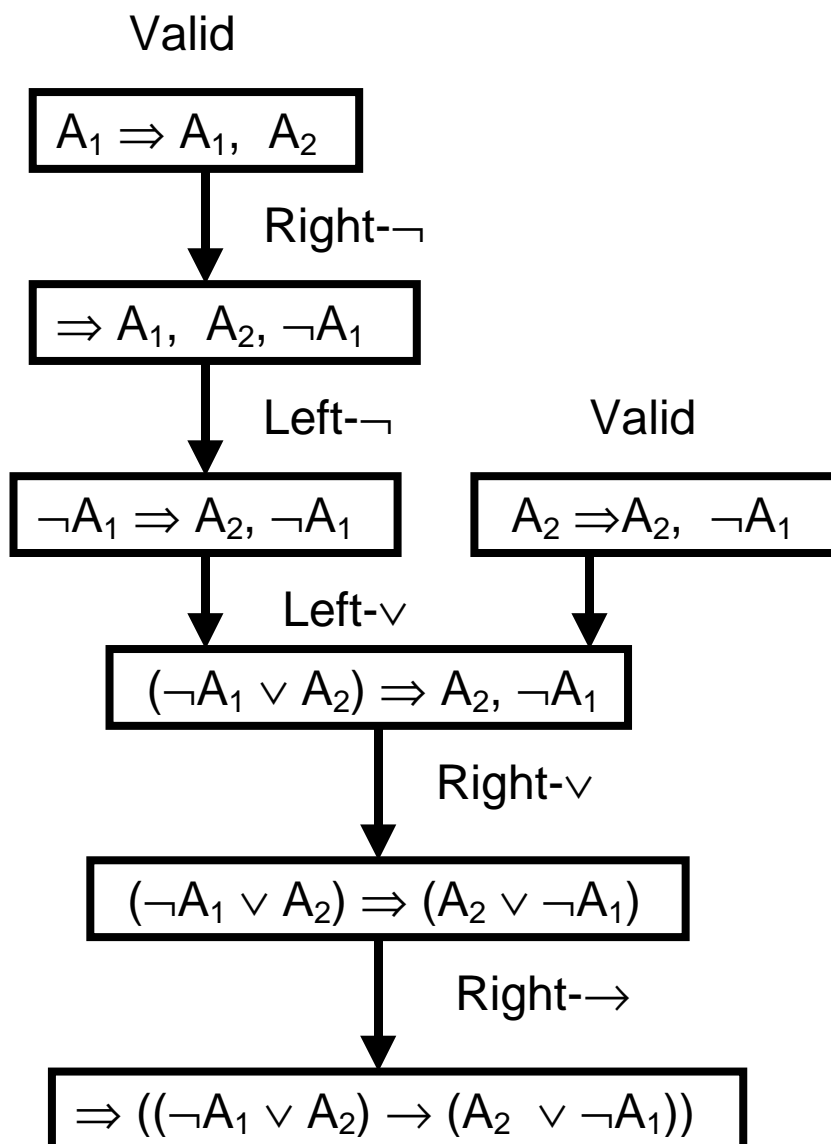 Valid
A₁ ⇒ A₁, A₂
Right-¬
⇒ A₁, A₂, ¬A₁
Left-¬
Valid
¬A₁ ⇒ A₂, ¬A₁
A₂ ⇒A₂, ¬A₁
Left-∨
(¬A₁ ∨ A₂) ⇒ A₂, ¬A₁
Right-∨
(¬A₁ ∨ A₂) ⇒ (A₂ ∨ ¬A₁)
Right-→
⇒ ((¬A₁ ∨ A₂) → (A₂ ∨ ¬A₁))